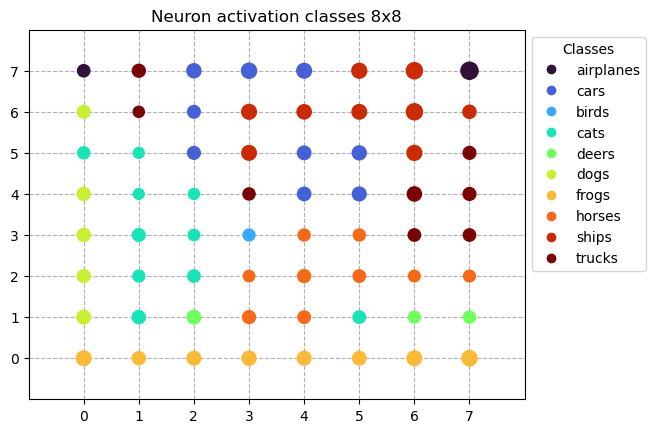 Neuron activation classes 8x8
7
6
5
4
3
2
1
0
0 1 2 3 4 5 6 7
Classes
airplanes
cars
birds
cats
deers
dogs
frogs
horses
ships
trucks